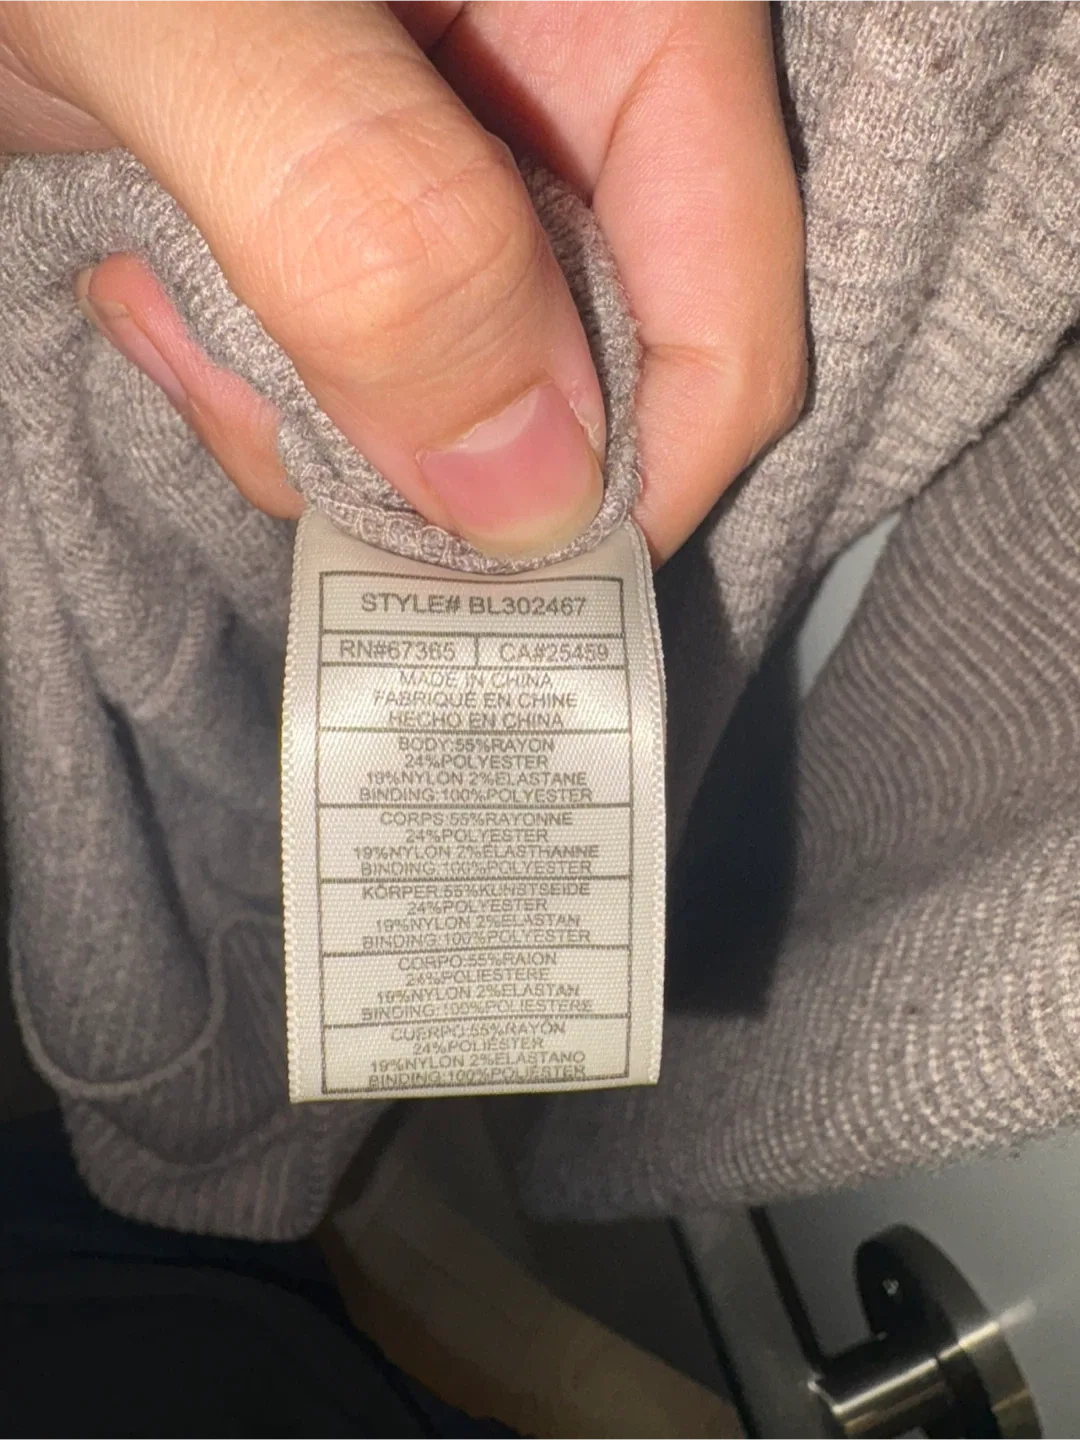 STYLE# BL302467
RN#67365 CA#25459
MADE IN CHINA
FABRIQUÉ EN CHINE
HECHO EN CHINA
BODY:55%RAYON
24%POLYESTER
19%NYLON 2%ELASTANE
BINDING:100%POLYESTER
CORPS:55%RAYONNE
24%POLYESTER
19%NYLON 2%ELASTHANNE
BINDING:100%POLYESTER
KÖRPER:55%KUNSTSEIDE
24%POLYESTER
19%NYLON 2%ELASTAN
BINDING:100%POLYESTER
CORPO:55%RAION
24%POLIESTERE
19%NYLON 2%ELASTAN
BINDING:100%POLIESTERE
CUERPO:55%RAYÓN
24%POLIÉSTER
19%NYLON 2%ELASTANO
BINDING:100%POLIÉSTER